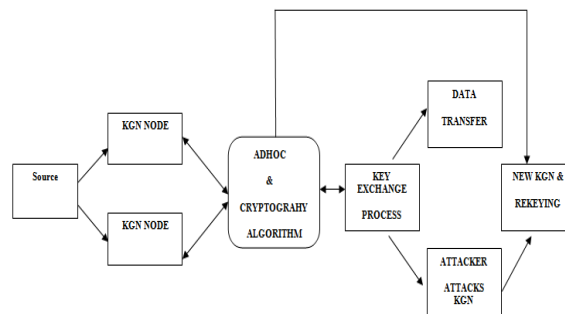 Source
KGN NODE
KGN NODE
ADHOC
&
CRYPTOGRAHY
ALGORITHM
KEY
EXCHANGE
PROCESS
DATA
TRANSFER
ATTACKER
ATTACKS
KGN
NEW KGN &
REKEYING